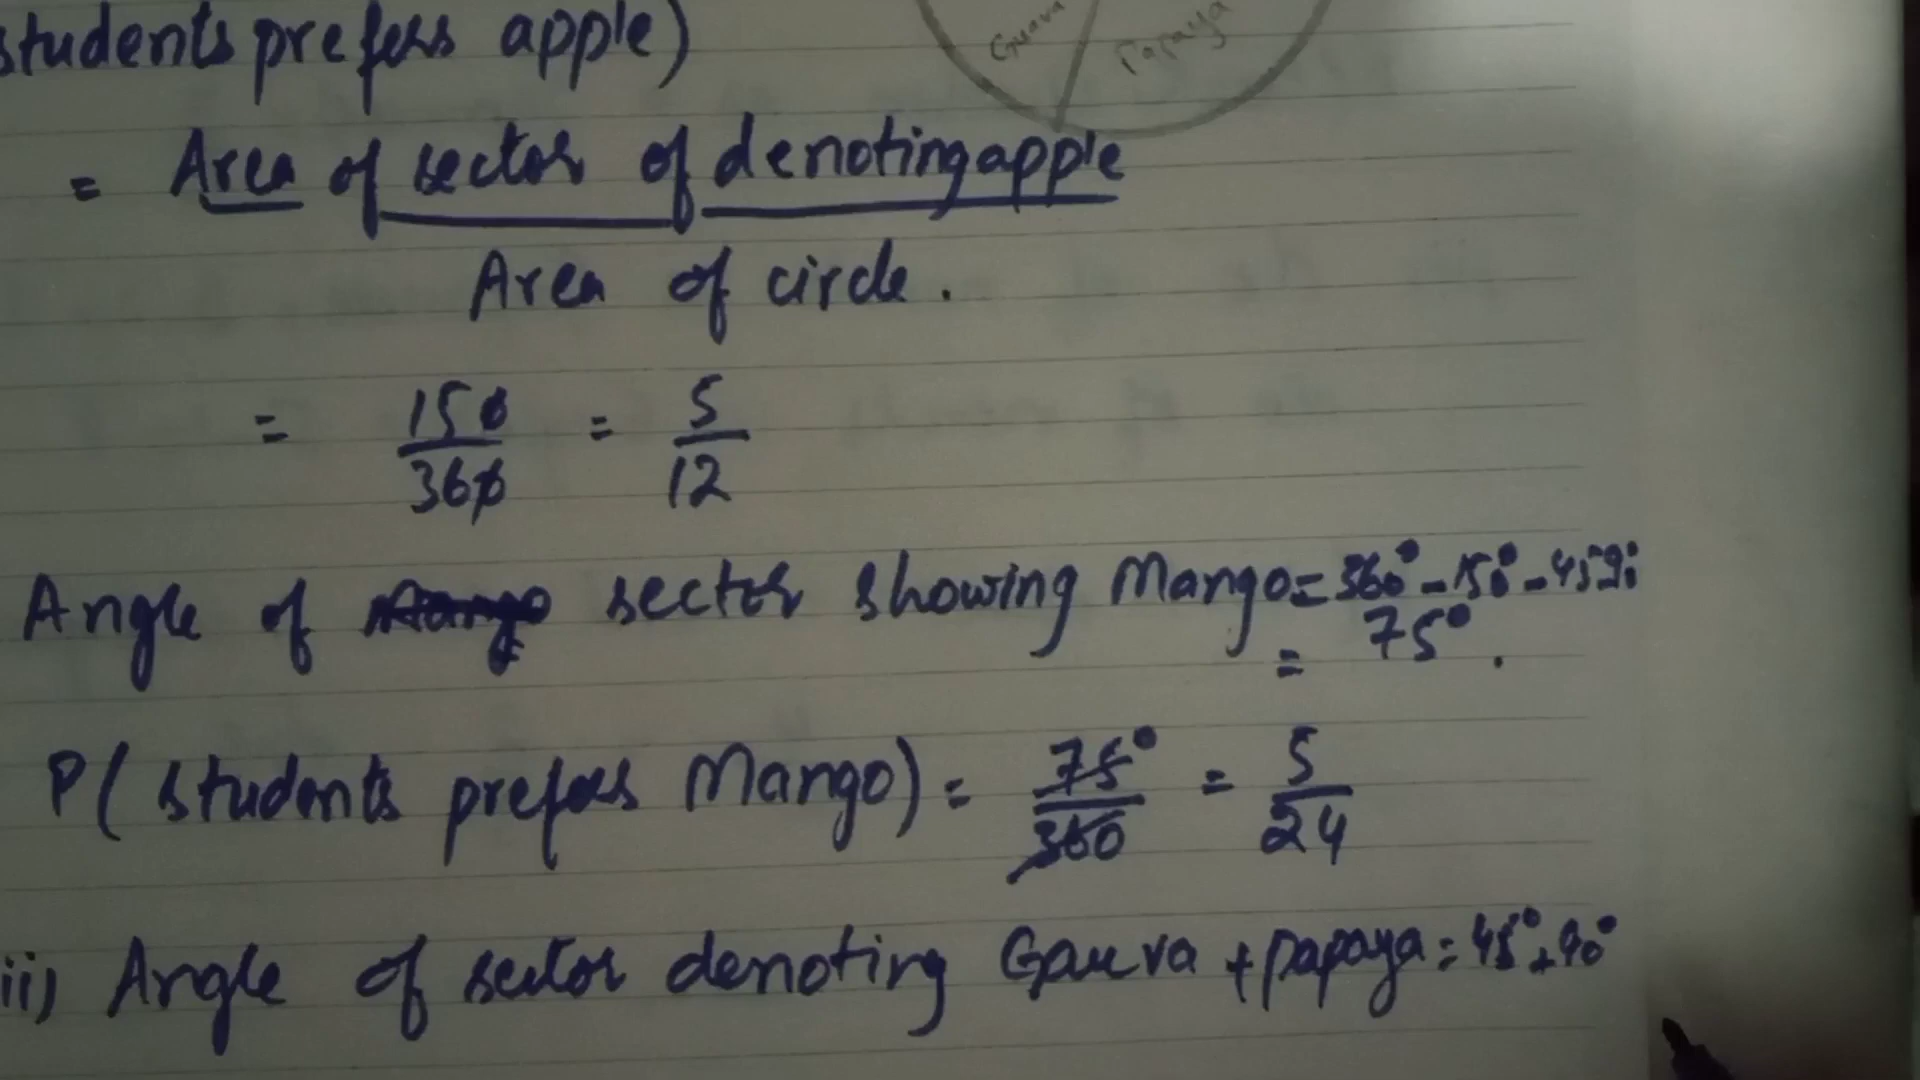 students prefers apple)
Guava
Papaya
= Area of sector of denoting apple
Area of circle.
= 150/360 = 5/12
Angle of sector showing Mango = 360° - 150° - 45° - 90°
= 75°.
P( students prefers Mango) = 75°/360 = 5/24
ii) Angle of sector denoting Gauva + papaya = 45° + 90°